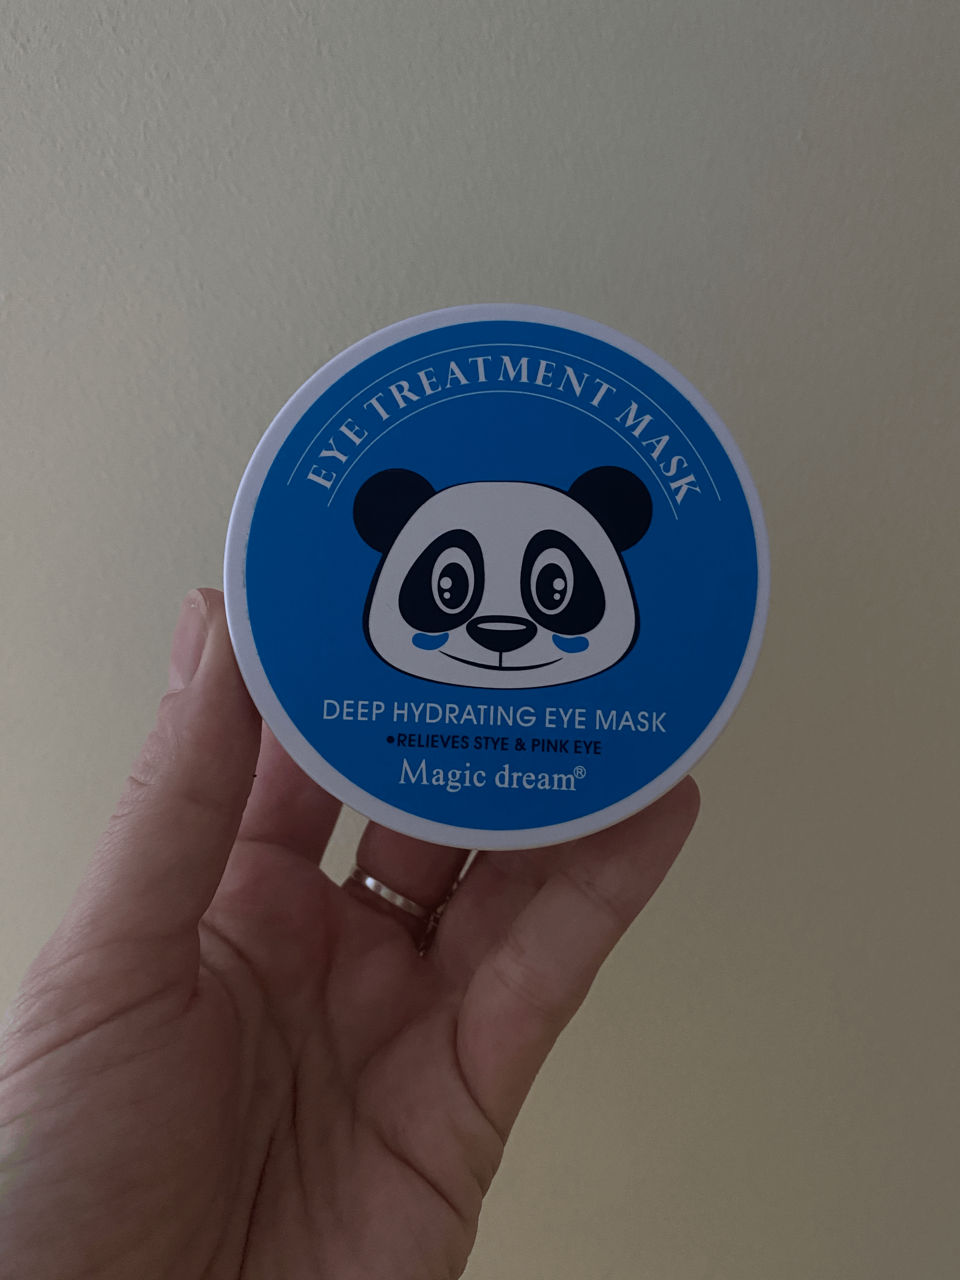 EYE TREATMENT MASK
DEEP HYDRATING EYE MASK
•RELIEVES STYE & PINK EYE
Magic dream®